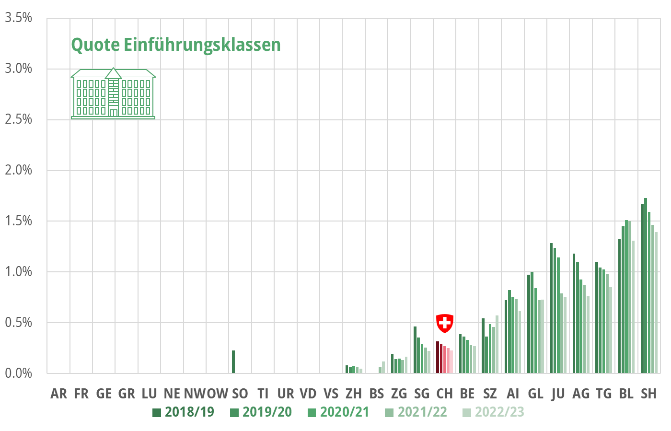 3.5%
Quote Einführungsklassen
3.0%
2.5%
2.0%
1.5%
1.0%
0.5%
0.0%
AR FR GE GR LU NE NW OW SO TI UR VD VS ZH BS ZG SG CH BE SZ AI GL JU AG TG BL SH
2018/19 2019/20 2020/21 2021/22 2022/23